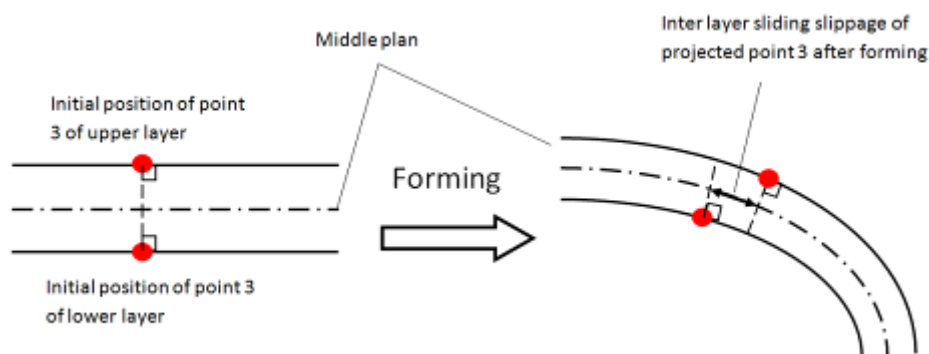 Middle plan
Inter layer sliding slippage of
projected point 3 after forming
Initial position of point
3 of upper layer
Forming
Initial position of point 3
of lower layer